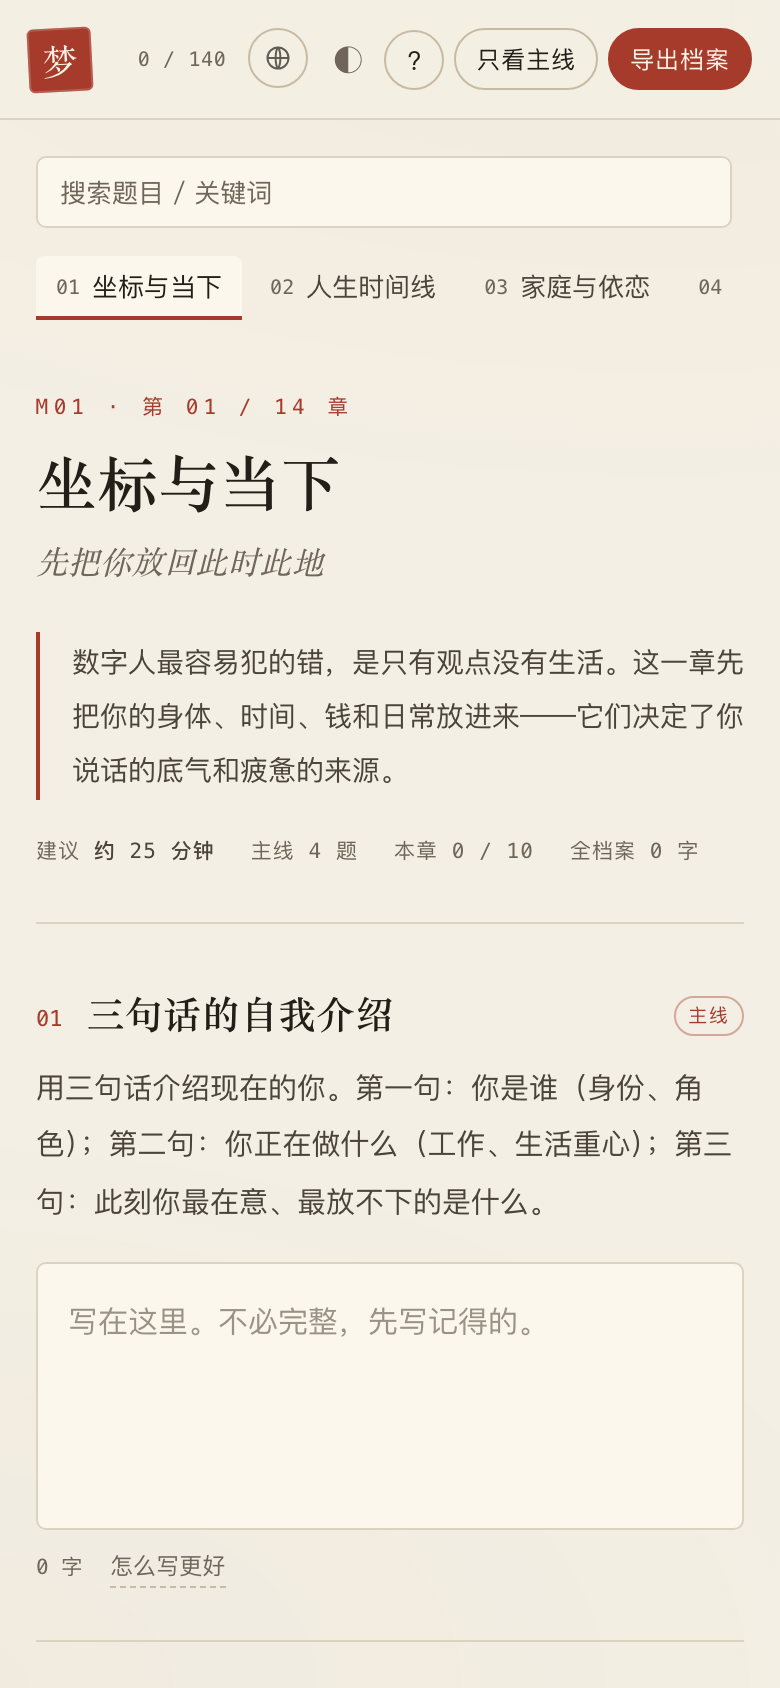 梦
0 / 140
?
只看主线
导出档案
搜索题目 / 关键词
01 坐标与当下
02 人生时间线
03 家庭与依恋
04
M01 · 第 01 / 14 章
坐标与当下
先把你放回此时此地
数字人最容易犯的错，是只有观点没有生活。这一章先
把你的身体、时间、钱和日常放进来——它们决定了你
说话的底气和疲惫的来源。
建议 约 25 分钟 主线 4 题 本章 0 / 10 全档案 0 字
01 三句话的自我介绍
主线
用三句话介绍现在的你。第一句：你是谁（身份、角
色）；第二句：你正在做什么（工作、生活重心）；第三
句：此刻你最在意、最放不下的是什么。
写在这里。不必完整，先写记得的。
0 字 怎么写更好